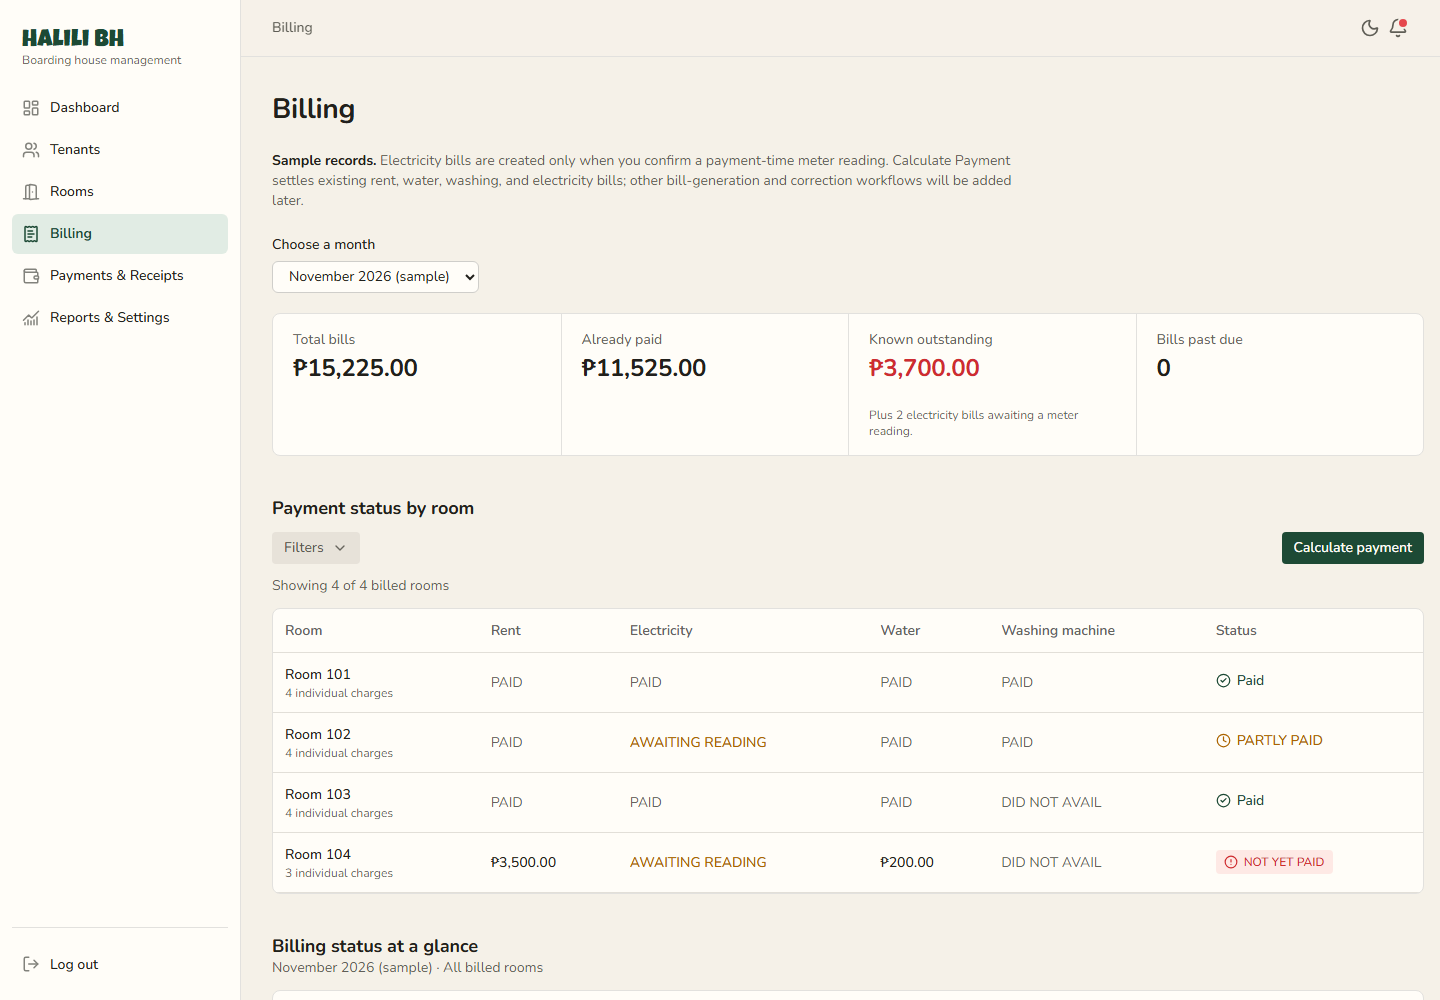 HALILI BH
Boarding house management
Dashboard
Tenants
Rooms
Billing
Payments & Receipts
Reports & Settings
Log out
Billing
Billing
Sample records. Electricity bills are created only when you confirm a payment-time meter reading. Calculate Payment
settles existing rent, water, washing, and electricity bills; other bill-generation and correction workflows will be added
later.
Choose a month
November 2026 (sample)
Total bills
₱15,225.00
Already paid
₱11,525.00
Known outstanding
₱3,700.00
Plus 2 electricity bills awaiting a meter
reading.
Bills past due
0
Payment status by room
Filters
Calculate payment
Showing 4 of 4 billed rooms
Room Rent Electricity Water Washing machine Status
Room 101 PAID PAID PAID PAID Paid
4 individual charges
Room 102 PAID AWAITING READING PAID PAID PARTLY PAID
4 individual charges
Room 103 PAID PAID PAID DID NOT AVAIL Paid
4 individual charges
Room 104 ₱3,500.00 AWAITING READING ₱200.00 DID NOT AVAIL NOT YET PAID
3 individual charges
Billing status at a glance
November 2026 (sample) · All billed rooms